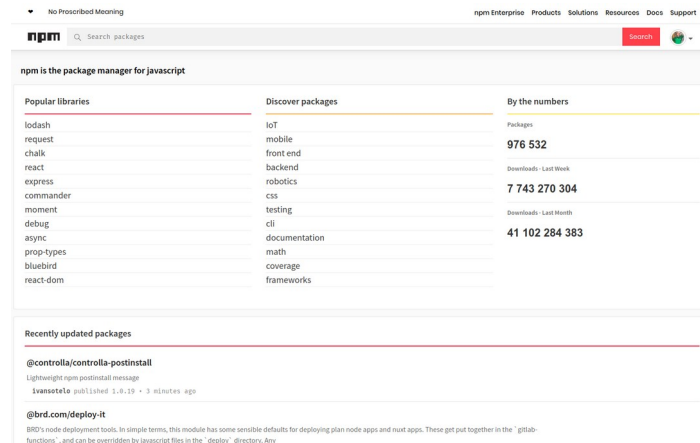 ❤ No Proscribed Meaning
npm Enterprise Products Solutions Resources Docs Support
npm
Search packages
Search
npm is the package manager for javascript
Popular libraries
lodash
request
chalk
react
express
commander
moment
debug
async
prop-types
bluebird
react-dom
Discover packages
IoT
mobile
front end
backend
robotics
css
testing
cli
documentation
math
coverage
frameworks
By the numbers
Packages
976 532
Downloads · Last Week
7 743 270 304
Downloads · Last Month
41 102 284 383
Recently updated packages
@controlla/controlla-postinstall
Lightweight npm postinstall message
ivansotelo published 1.0.19 • 3 minutes ago
@brd.com/deploy-it
BRD's node deployment tools. In simple terms, this module has some sensible defaults for deploying plan node apps and nuxt apps. These get put together in the `gitlab-
functions`, and can be overridden by javascript files in the `deploy` directory. Any